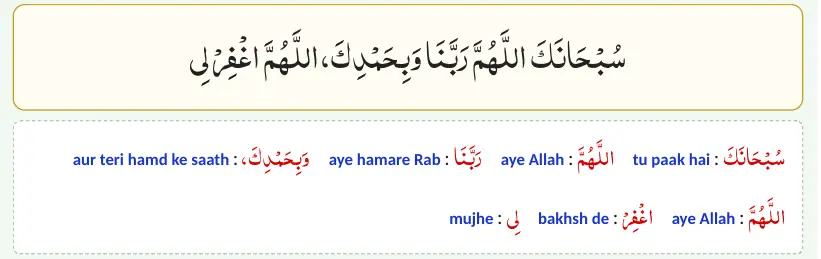 سُبْحَانَكَ اللَّهُمَّ رَبَّنَا وَبِحَمْدِكَ، اللَّهُمَّ اغْفِرْ لِی
سُبْحَانَكَ : tu paak hai اللَّهُمَّ : aye Allah رَبَّنَا : aye hamare Rab وَبِحَمْدِكَ، : aur teri hamd ke saath
اللَّهُمَّ : aye Allah اغْفِرْ : bakhsh de لِی : mujhe